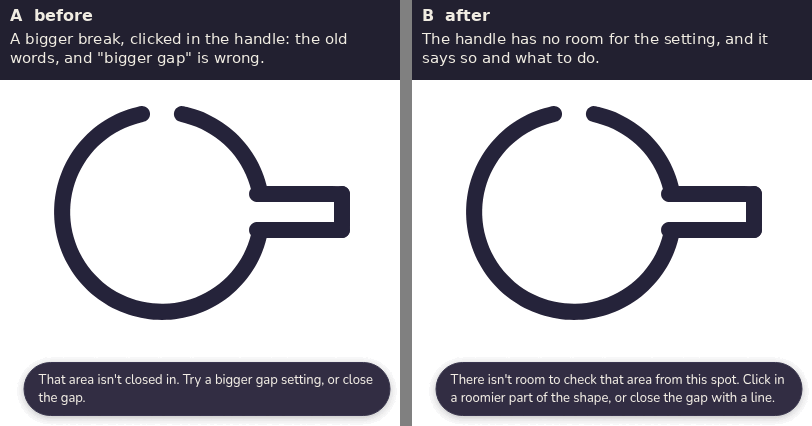 A before
A bigger break, clicked in the handle: the old
words, and "bigger gap" is wrong.
That area isn't closed in. Try a bigger gap setting, or close
the gap.
B after
The handle has no room for the setting, and it
says so and what to do.
There isn't room to check that area from this spot. Click in
a roomier part of the shape, or close the gap with a line.